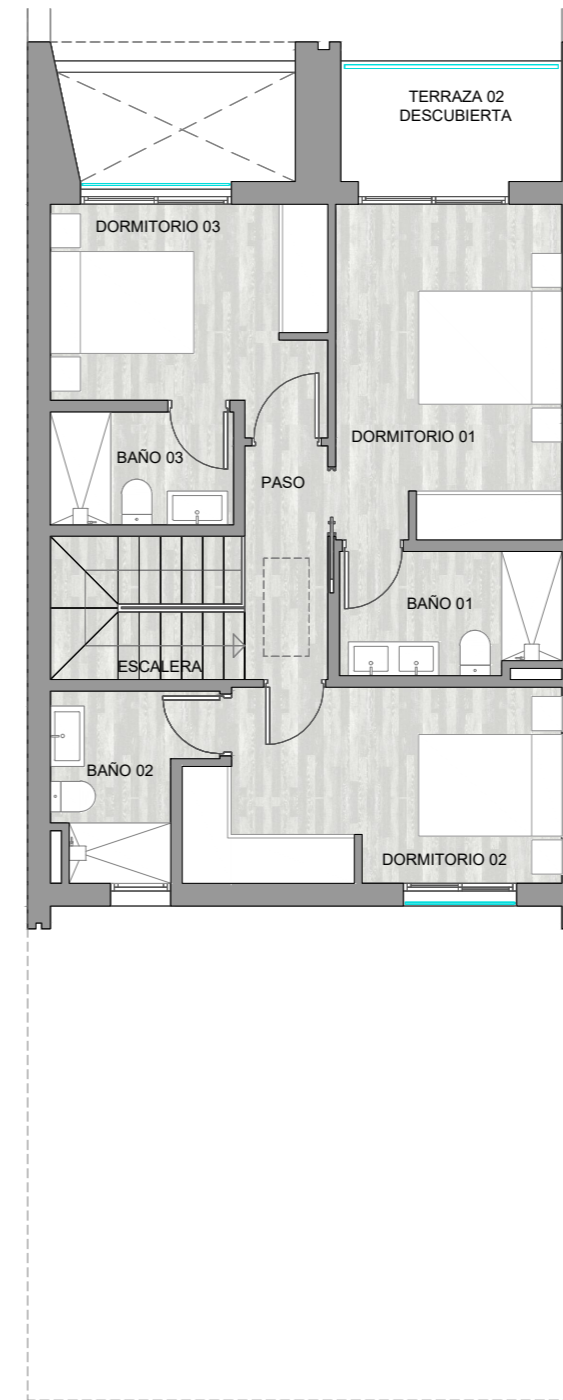 TERRAZA 02
DESCUBIERTA
DORMITORIO 03
DORMITORIO 01
BAÑO 03
PASO
BAÑO 01
ESCALERA
BAÑO 02
DORMITORIO 02